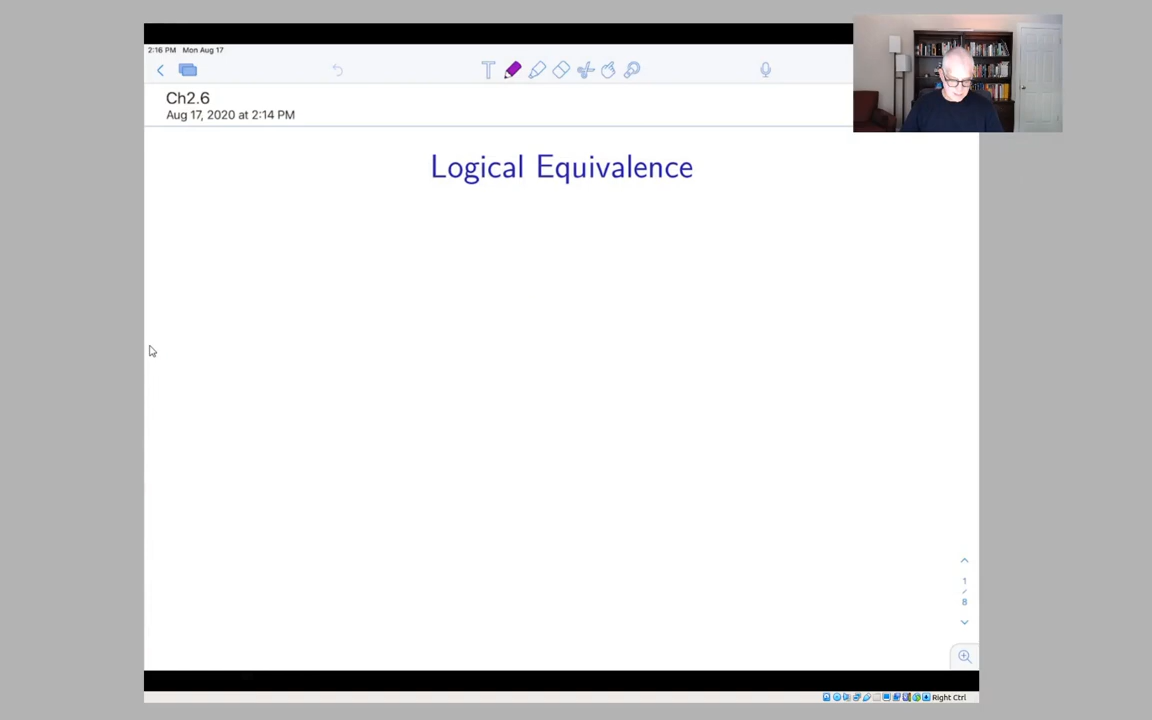 2:16 PM Mon Aug 17
T
Ch2.6
Aug 17, 2020 at 2:14 PM
Logical Equivalence
1
/
8
Right Ctrl